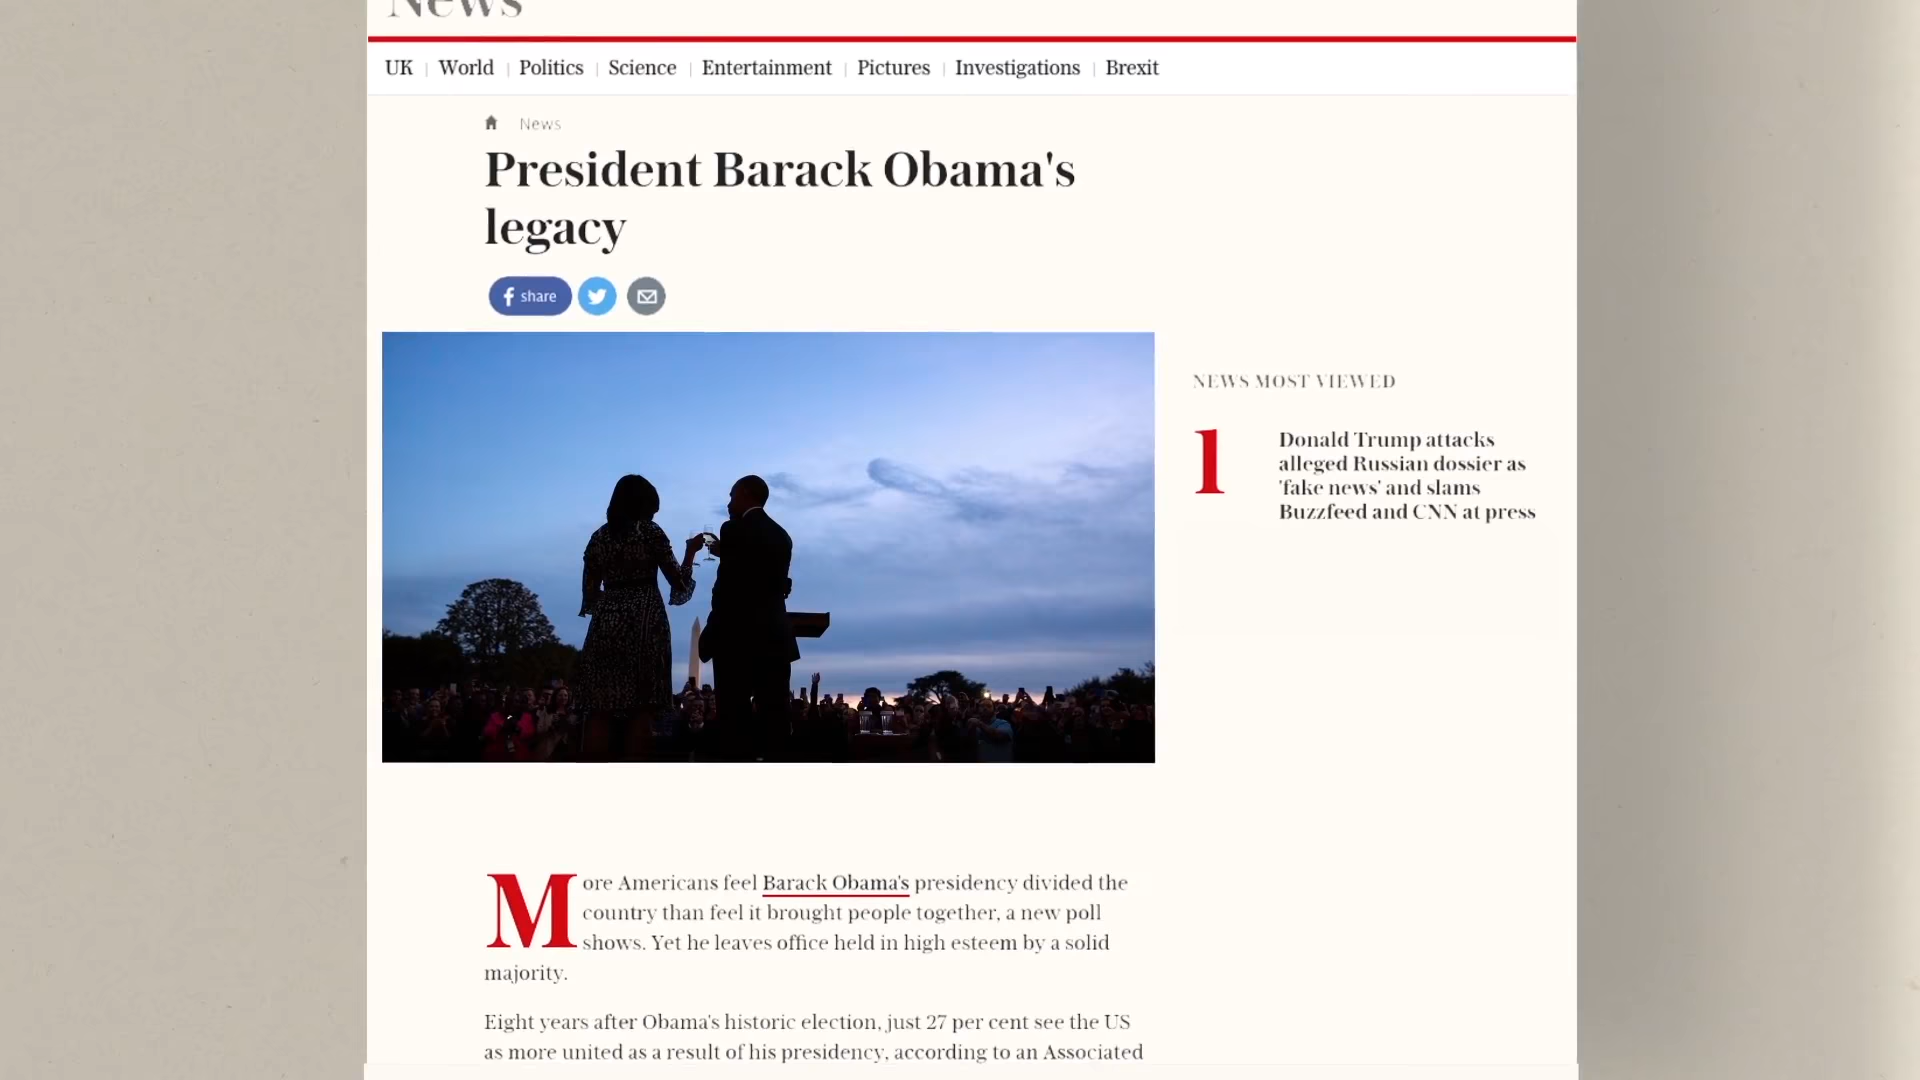 News
UK | World | Politics | Science | Entertainment | Pictures | Investigations | Brexit
News
President Barack Obama's
legacy
share
NEWS MOST VIEWED
1
Donald Trump attacks
alleged Russian dossier as
'fake news' and slams
Buzzfeed and CNN at press
More Americans feel Barack Obama's presidency divided the
country than feel it brought people together, a new poll
shows. Yet he leaves office held in high esteem by a solid
majority.
Eight years after Obama's historic election, just 27 per cent see the US
as more united as a result of his presidency, according to an Associated